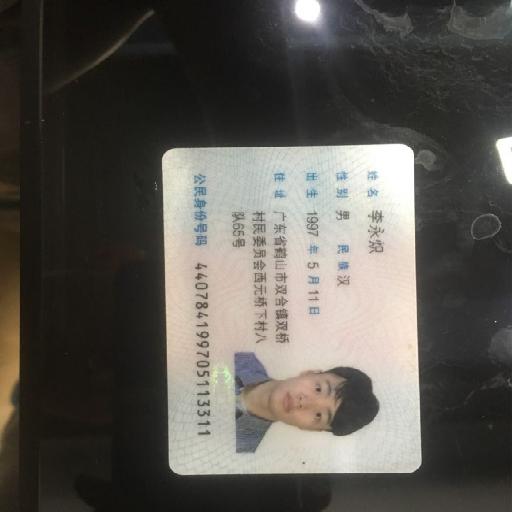 姓名 李永炽
性别 男 民族 汉
出生 1997 年 5 月 11 日
住址 广东省鹤山市双合镇双桥
村民委员会西元桥下村八
队65号
公民身份号码 440784199705113311